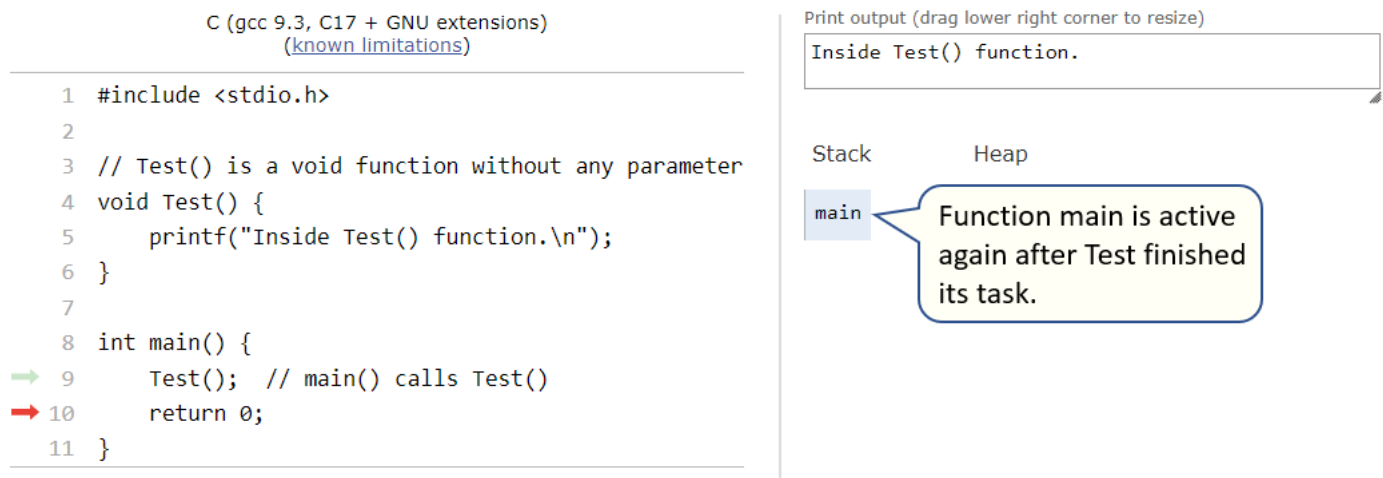 C (gcc 9.3, C17 + GNU extensions)
(known limitations)
1 #include <stdio.h>
2
3 // Test() is a void function without any parameter
4 void Test() {
5     printf("Inside Test() function.\n");
6 }
7
8 int main() {
9     Test();  // main() calls Test()
10     return 0;
11 }
Print output (drag lower right corner to resize)
Inside Test() function.
Stack Heap
main
Function main is active
again after Test finished
its task.